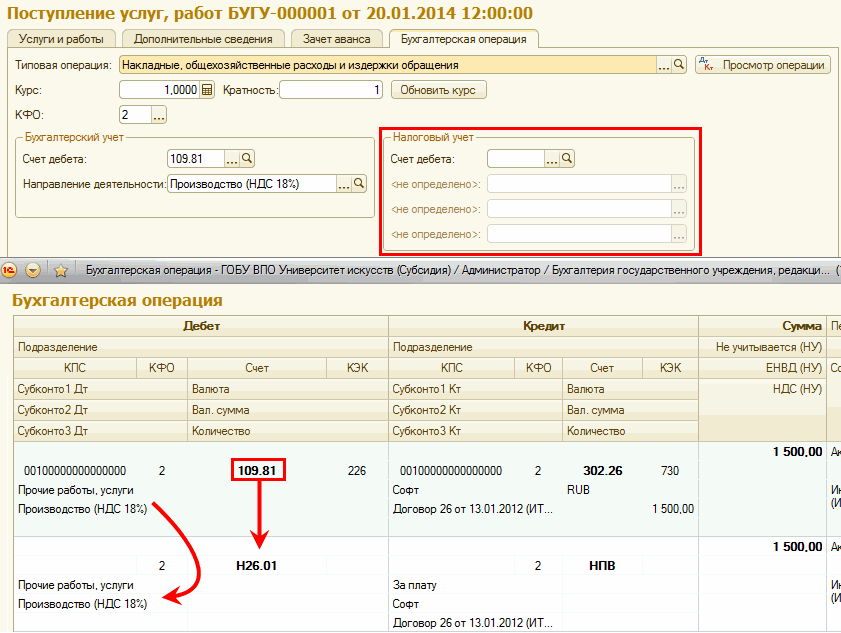 Поступление услуг, работ БУГУ-000001 от 20.01.2014 12:00:00
Услуги и работы Дополнительные сведения Зачет аванса Бухгалтерская операция
Типовая операция: Накладные, общехозяйственные расходы и издержки обращения ... Дт Кт Просмотр операции
Курс: 1,0000 Кратность: 1 Обновить курс
КФО: 2 ...
Бухгалтерский учет Налоговый учет
Счет дебета: 109.81 ... Счет дебета: ...
Направление деятельности: Производство (НДС 18%) ... <не определено>: ...
<не определено>: ...
<не определено>: ...
1С Бухгалтерская операция - ГОБУ ВПО Университет искусств (Субсидия) / Администратор / Бухгалтерия государственного учреждения, редакци... (
Бухгалтерская операция
Дебет Кредит Сумма
Подразделение Подразделение Не учитывается (НУ)
КПС КФО Счет КЭК КПС КФО Счет КЭК ЕНВД (НУ)
Субконто1 Дт Валюта Субконто1 Кт Валюта НДС (НУ)
Субконто2 Дт Вал. сумма Субконто2 Кт Вал. сумма
Субконто3 Дт Количество Субконто3 Кт Количество
1 500,00
00100000000000000 2 109.81 226 00100000000000000 2 302.26 730
Прочие работы, услуги Софт RUB
Производство (НДС 18%) Договор 26 от 13.01.2012 (ИТ... 1 500,00
1 500,00
2 Н26.01 2 НПВ
Прочие работы, услуги За плату
Производство (НДС 18%) Софт
Договор 26 от 13.01.2012 (ИТ...